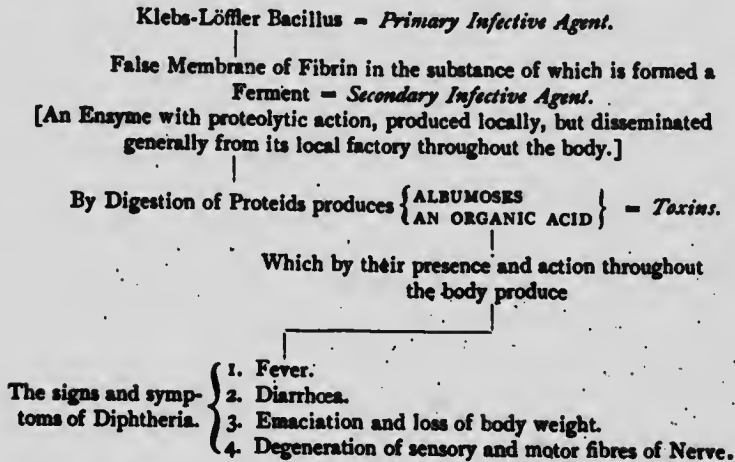 Klebs-Löffler Bacillus = Primary Infective Agent.
False Membrane of Fibrin in the substance of which is formed a
Ferment = Secondary Infective Agent.
[An Enzyme with proteolytic action, produced locally, but disseminated
generally from its local factory throughout the body.]
By Digestion of Proteids produces { ALBUMOSES
AN ORGANIC ACID } = Toxins.
Which by their presence and action throughout
the body produce
The signs and symp-
toms of Diphtheria.
1. Fever.
2. Diarrhœa.
3. Emaciation and loss of body weight.
4. Degeneration of sensory and motor fibres of Nerve.